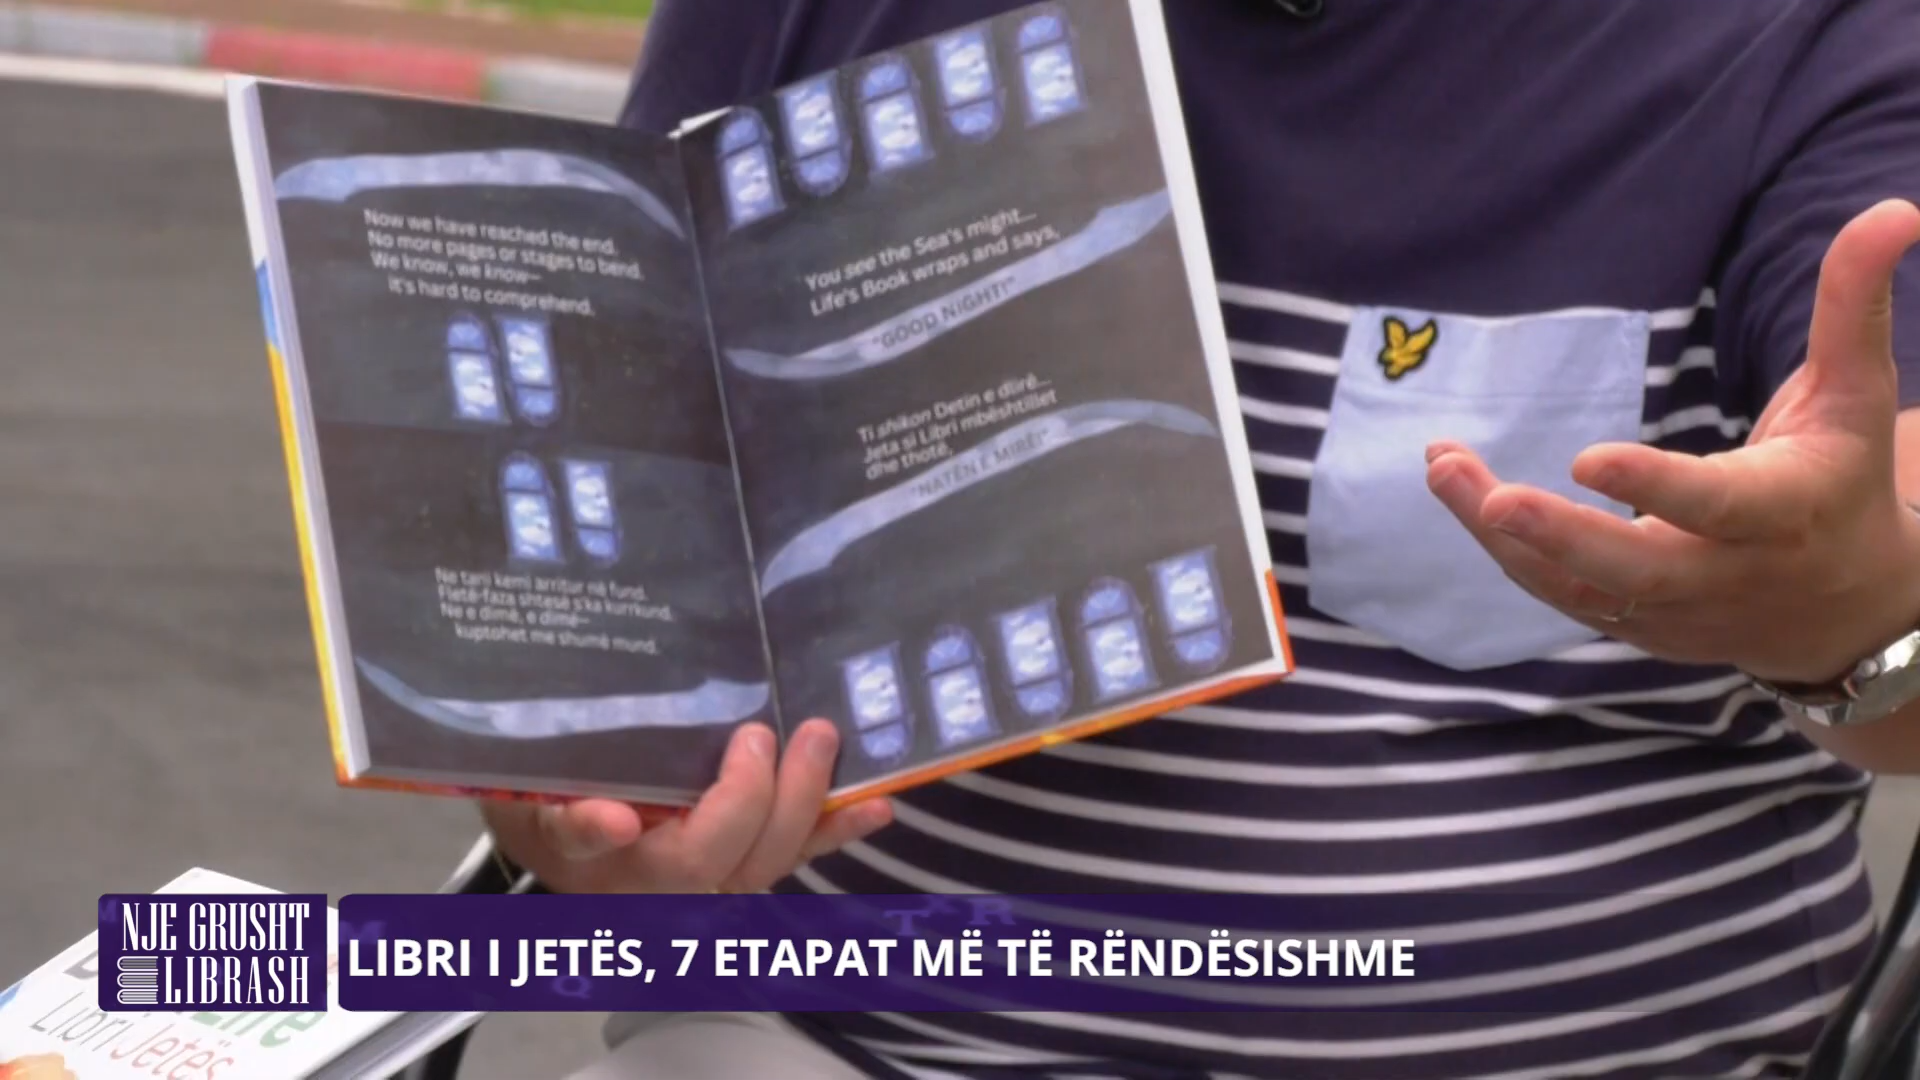 Now we have reached the end.
No more pages or stages to bend.
We know, we know—
it's hard to comprehend.
Ne tani kemi arritur në fund.
Fletë-faza shtesë s'ka kurrkund.
Ne e dimë, e dimë—
kuptohet me shumë mund.
You see the Sea's might...
Life's Book wraps and says,
"GOOD NIGHT!"
Ti shikon Detin e dlirë...
Jeta si Libri mbështillet
dhe thotë,
"NATËN E MIRË!"
NJE GRUSHT
LIBRASH
LIBRI I JETËS, 7 ETAPAT MË TË RËNDËSISHME
Libri Jetës